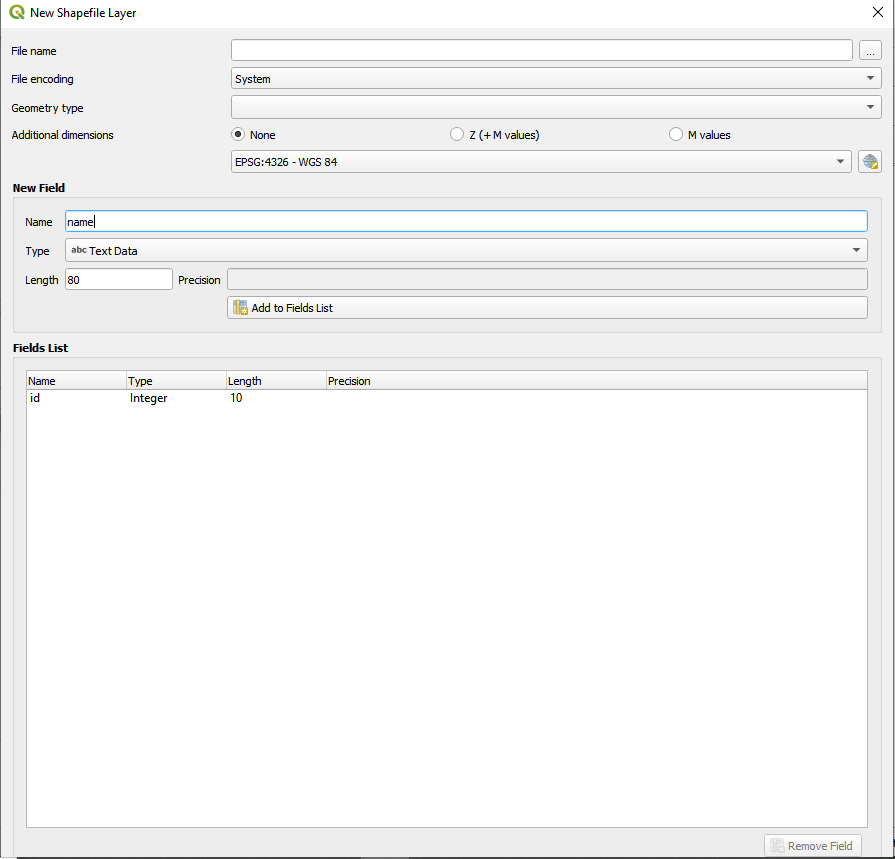 New Shapefile Layer
File name
...
File encoding
System
Geometry type
Additional dimensions
None
Z (+ M values)
M values
EPSG:4326 - WGS 84
New Field
Name
name
Type
abc Text Data
Length
80
Precision
Add to Fields List
Fields List
Name Type Length Precision
id Integer 10
Remove Field